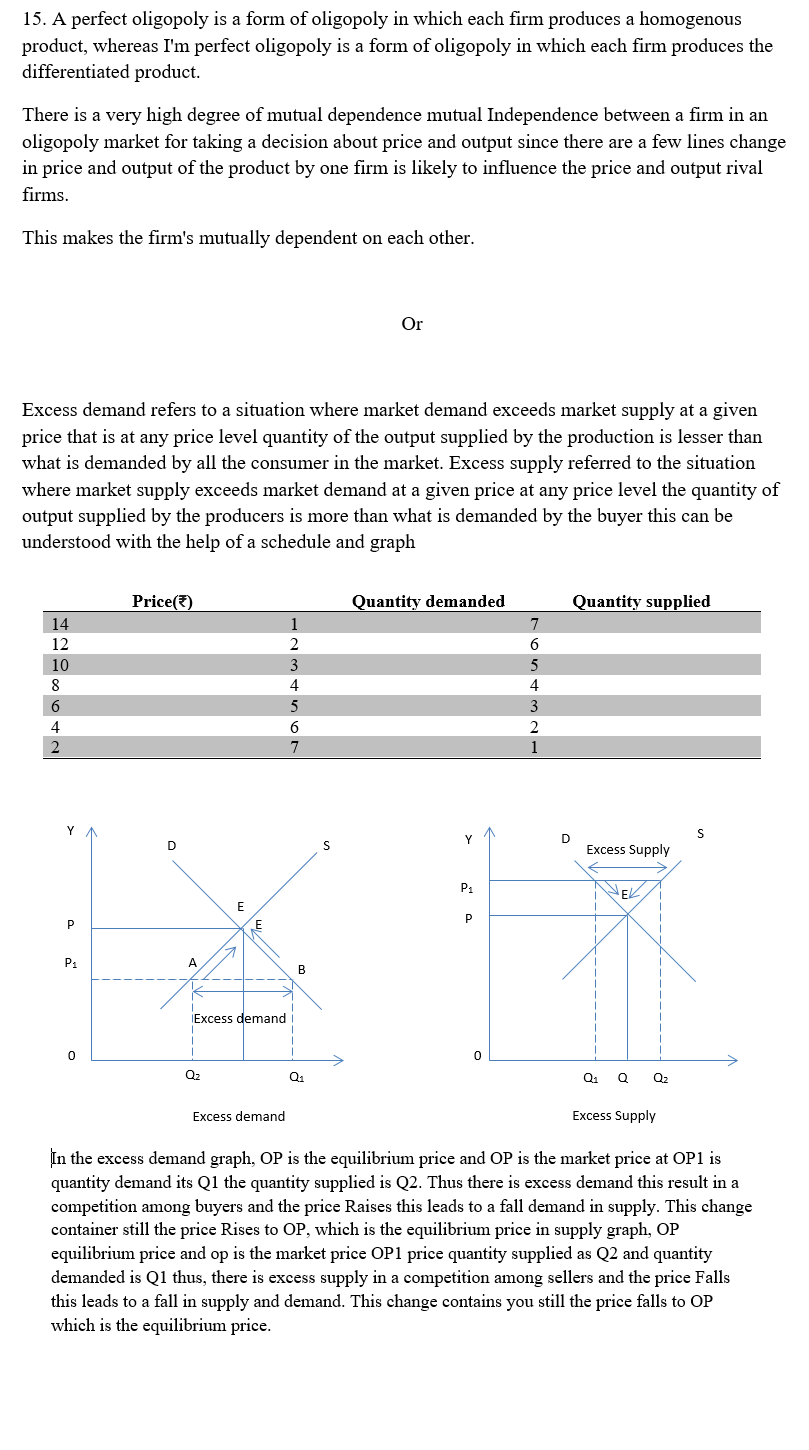 15. A perfect oligopoly is a form of oligopoly in which each firm produces a homogenous
product, whereas I'm perfect oligopoly is a form of oligopoly in which each firm produces the
differentiated product.
There is a very high degree of mutual dependence mutual Independence between a firm in an
oligopoly market for taking a decision about price and output since there are a few lines change
in price and output of the product by one firm is likely to influence the price and output rival
firms.
This makes the firm's mutually dependent on each other.
Or
Excess demand refers to a situation where market demand exceeds market supply at a given
price that is at any price level quantity of the output supplied by the production is lesser than
what is demanded by all the consumer in the market. Excess supply referred to the situation
where market supply exceeds market demand at a given price at any price level the quantity of
output supplied by the producers is more than what is demanded by the buyer this can be
understood with the help of a schedule and graph
Price(₹) Quantity demanded Quantity supplied
14 1 7
12 2 6
10 3 5
8 4 4
6 5 3
4 6 2
2 7 1
Y
D
S
E
P
E
P1
A
B
Excess demand
0
Q2
Q1
Excess demand
Y
D
S
Excess Supply
P1
E
P
0
Q1 Q Q2
Excess Supply
In the excess demand graph, OP is the equilibrium price and OP is the market price at OP1 is
quantity demand its Q1 the quantity supplied is Q2. Thus there is excess demand this result in a
competition among buyers and the price Raises this leads to a fall demand in supply. This change
container still the price Rises to OP, which is the equilibrium price in supply graph, OP
equilibrium price and op is the market price OP1 price quantity supplied as Q2 and quantity
demanded is Q1 thus, there is excess supply in a competition among sellers and the price Falls
this leads to a fall in supply and demand. This change contains you still the price falls to OP
which is the equilibrium price.